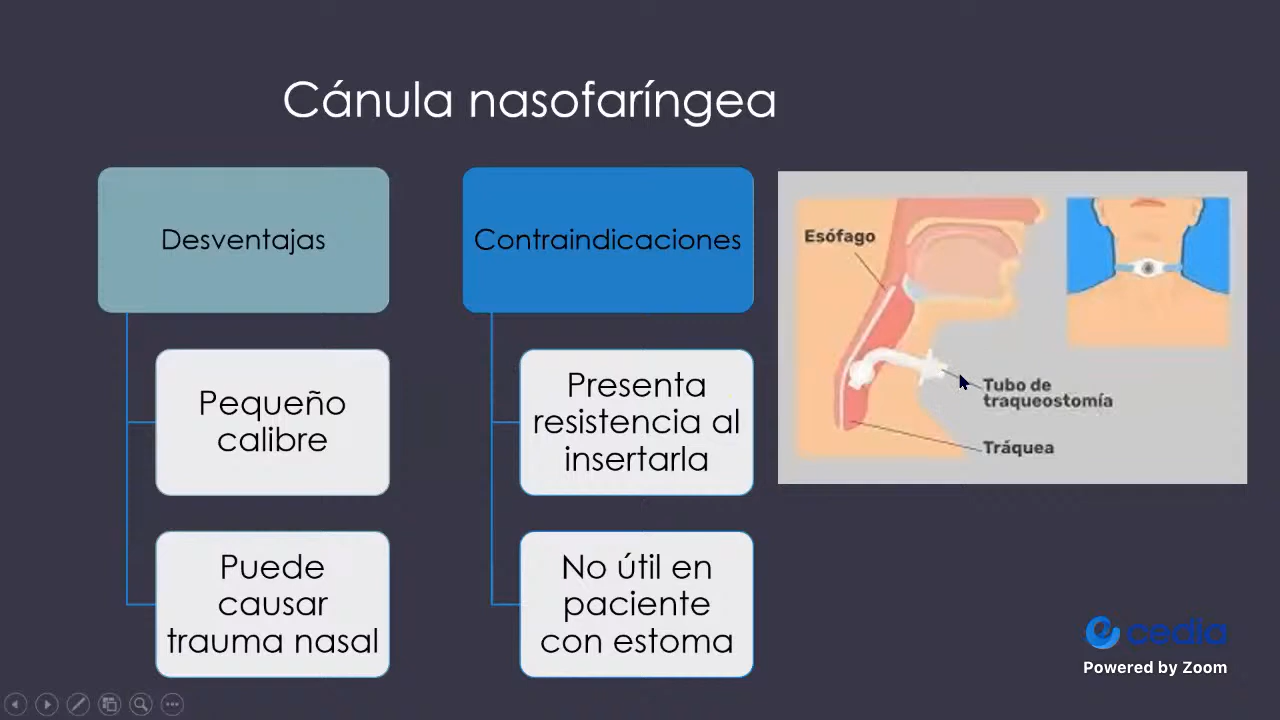 Cánula nasofaríngea
Desventajas
Pequeño
calibre
Puede
causar
trauma nasal
Contraindicaciones
Presenta
resistencia al
insertarla
No útil en
paciente
con estoma
Esófago
Tubo de
traqueostomía
Tráquea
cedia
Powered by Zoom